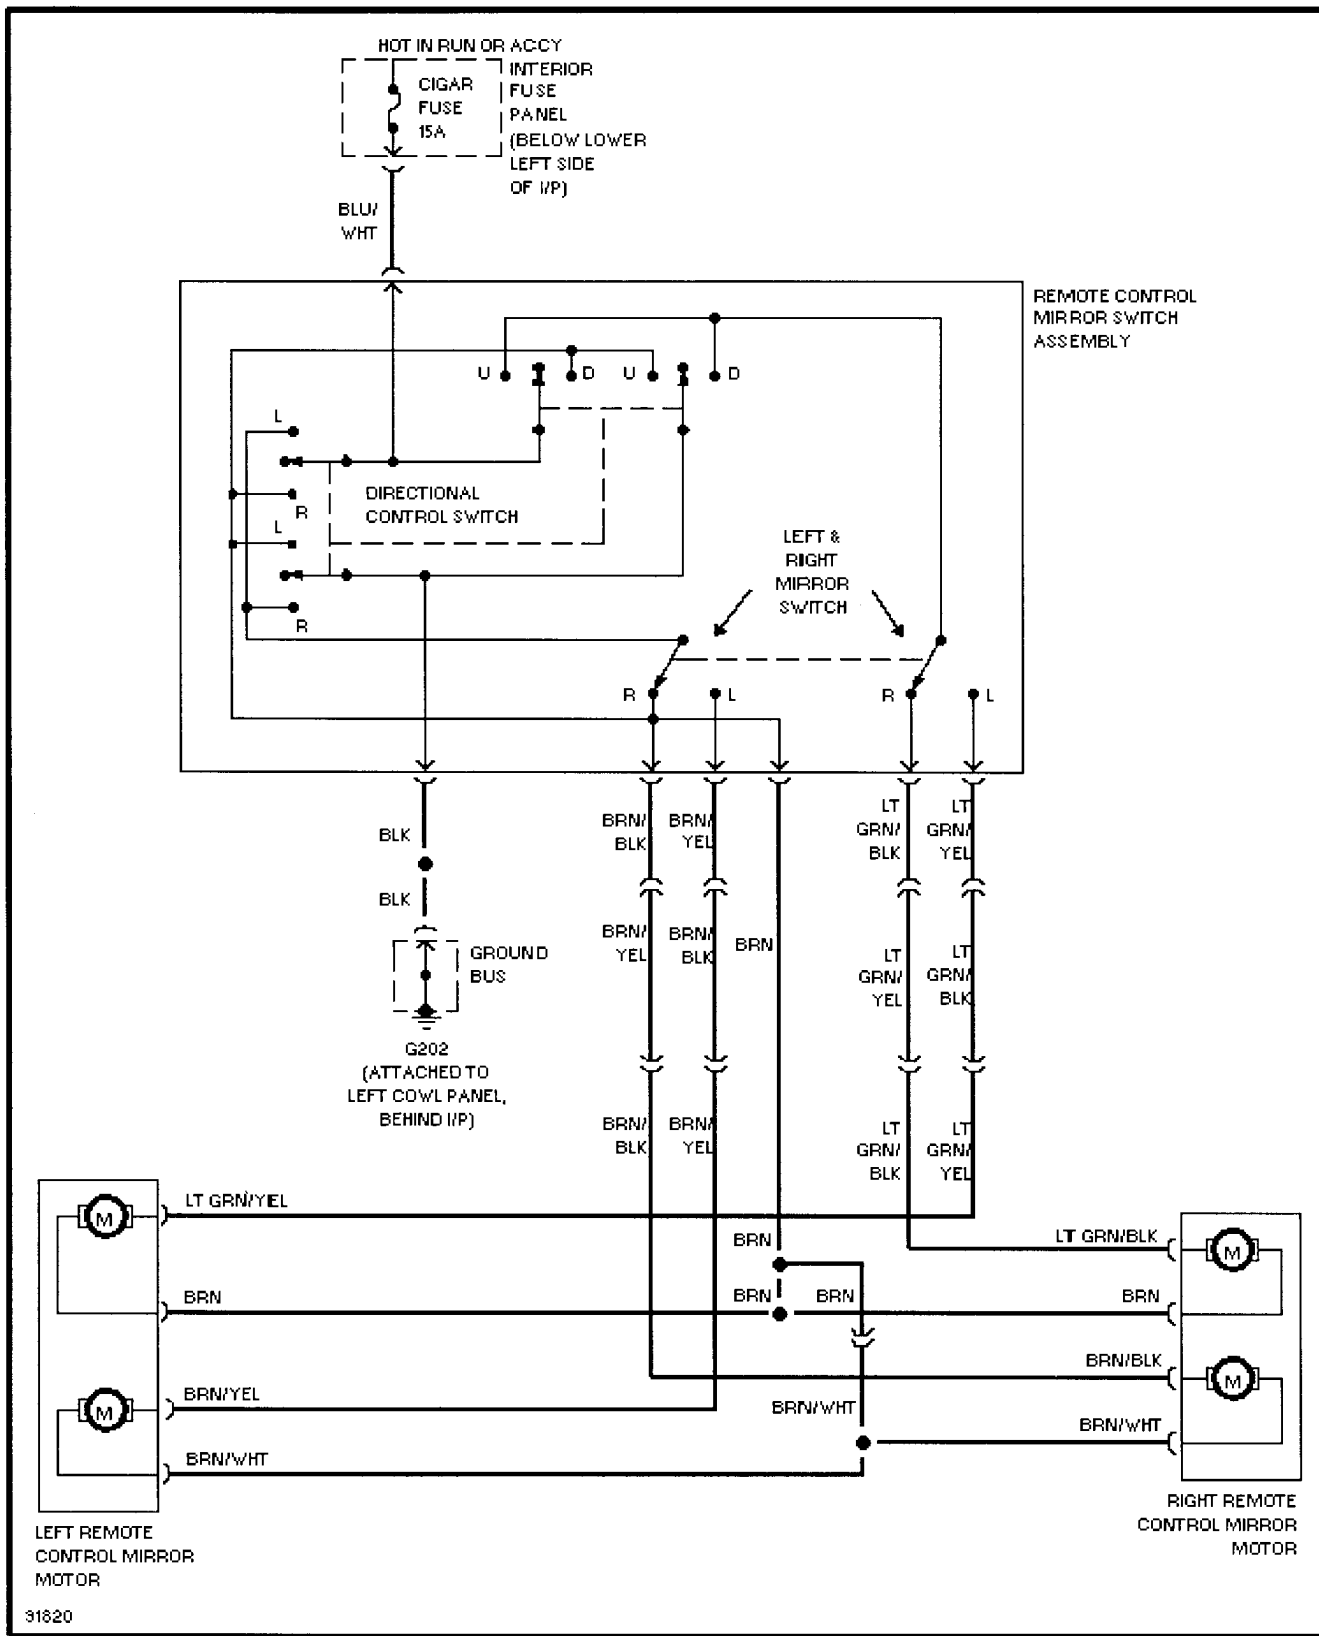 HOT IN RUN OR ACCY
INTERIOR
FUSE
PANEL
(BELOW LOWER
LEFT SIDE
OF I/P)
CIGAR
FUSE
15A
BLU/
WHT
REMOTE CONTROL
MIRROR SWITCH
ASSEMBLY
U
D
U
D
L
R
L
R
DIRECTIONAL
CONTROL SWITCH
LEFT &
RIGHT
MIRROR
SWITCH
R
L
R
L
BLK
BLK
GROUND
BUS
G202
(ATTACHED TO
LEFT COWL PANEL,
BEHIND I/P)
BRN/
BLK
BRN/
YEL
LT
GRN/
BLK
LT
GRN/
YEL
BRN/
YEL
BRN/
BLK
BRN
LT
GRN/
YEL
LT
GRN/
BLK
BRN/
BLK
BRN/
YEL
LT
GRN/
BLK
LT
GRN/
YEL
M
LT GRN/YEL
BRN
M
BRN/YEL
BRN/WHT
LEFT REMOTE
CONTROL MIRROR
MOTOR
BRN
BRN
BRN
BRN/WHT
LT GRN/BLK
M
BRN
BRN/BLK
M
BRN/WHT
RIGHT REMOTE
CONTROL MIRROR
MOTOR
91820